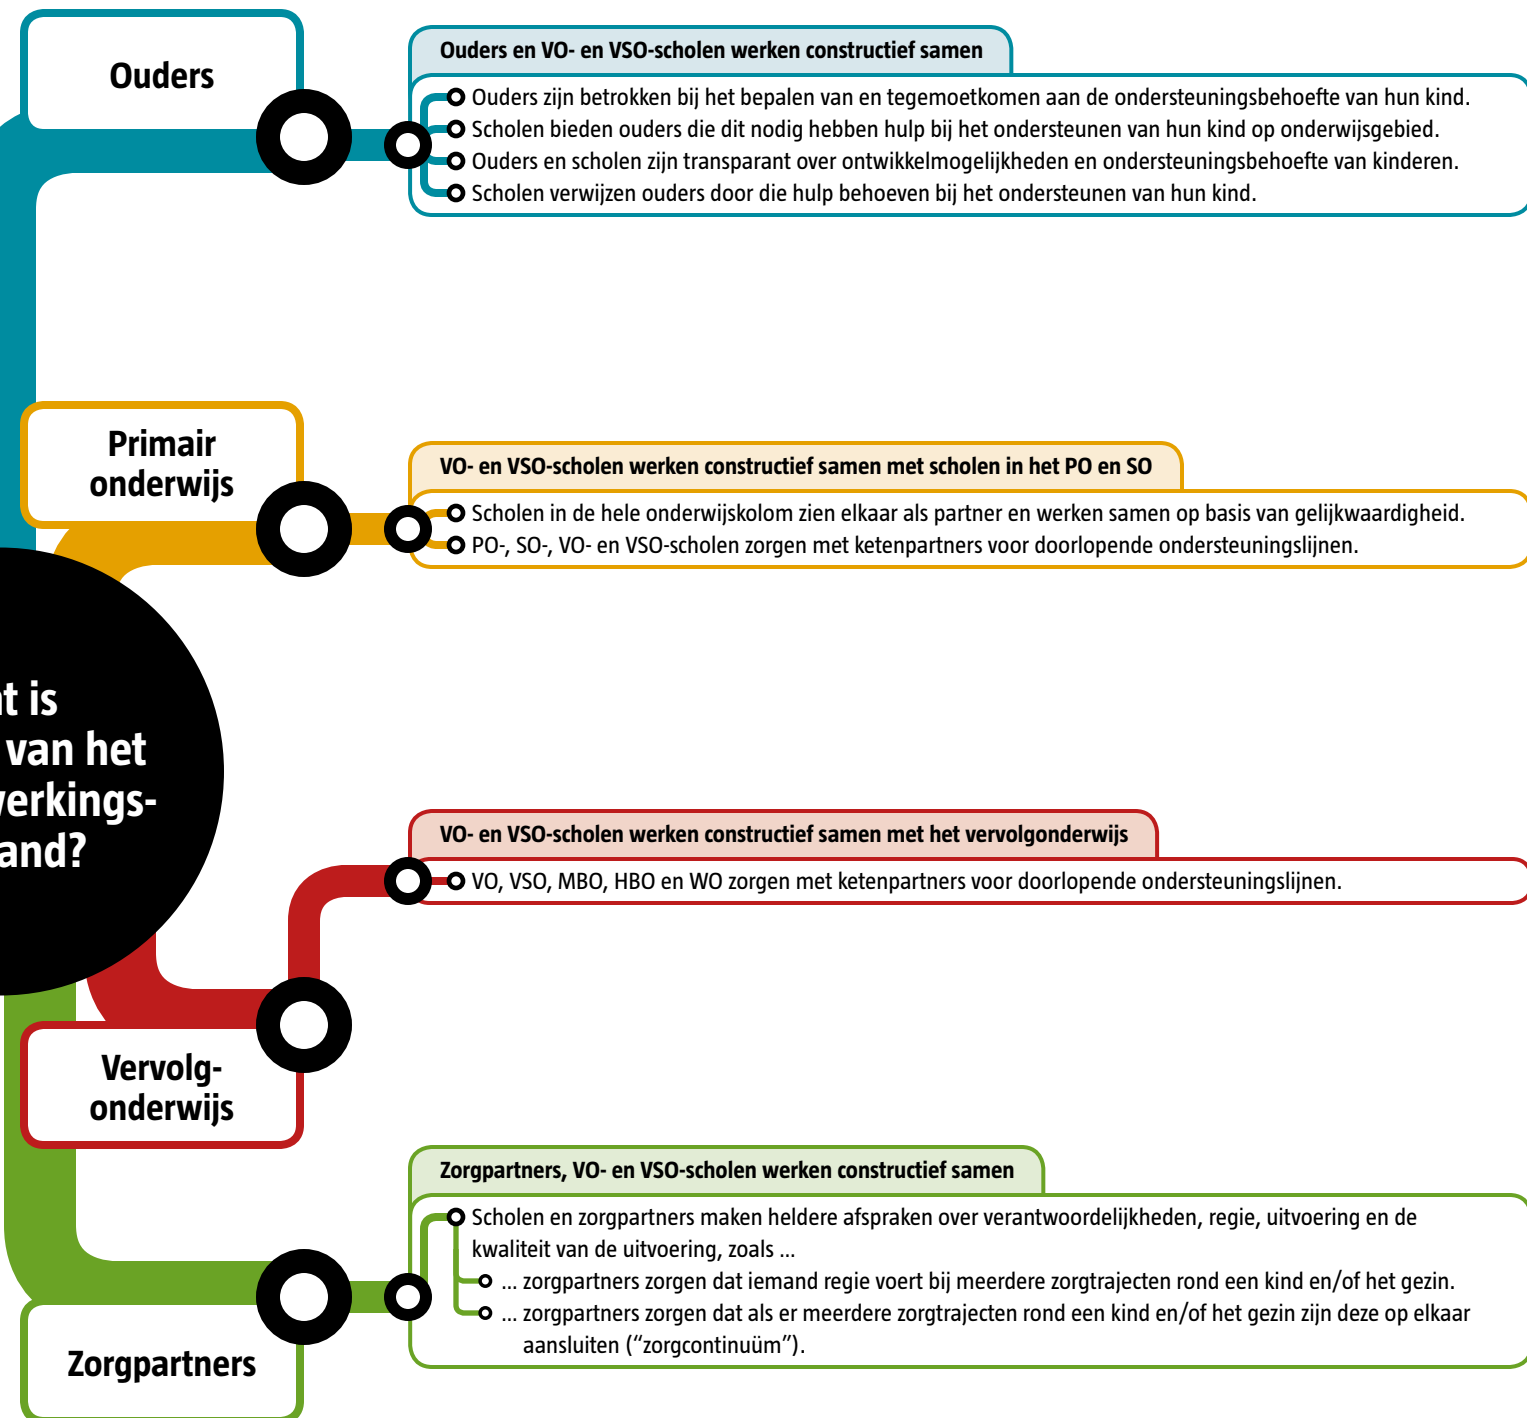 Ouders
Ouders en VO- en VSO-scholen werken constructief samen
Ouders zijn betrokken bij het bepalen van en tegemoetkomen aan de ondersteuningsbehoefte van hun kind.
Scholen bieden ouders die dit nodig hebben hulp bij het ondersteunen van hun kind op onderwijsgebied.
Ouders en scholen zijn transparant over ontwikkelmogelijkheden en ondersteuningsbehoefte van kinderen.
Scholen verwijzen ouders door die hulp behoeven bij het ondersteunen van hun kind.
Primair
onderwijs
VO- en VSO-scholen werken constructief samen met scholen in het PO en SO
Scholen in de hele onderwijskolom zien elkaar als partner en werken samen op basis van gelijkwaardigheid.
PO-, SO-, VO- en VSO-scholen zorgen met ketenpartners voor doorlopende ondersteuningslijnen.
is
van het
verkings-
and?
VO- en VSO-scholen werken constructief samen met het vervolgonderwijs
VO, VSO, MBO, HBO en WO zorgen met ketenpartners voor doorlopende ondersteuningslijnen.
Vervolg-
onderwijs
Zorgpartners, VO- en VSO-scholen werken constructief samen
Scholen en zorgpartners maken heldere afspraken over verantwoordelijkheden, regie, uitvoering en de
kwaliteit van de uitvoering, zoals ...
... zorgpartners zorgen dat iemand regie voert bij meerdere zorgtrajecten rond een kind en/of het gezin.
... zorgpartners zorgen dat als er meerdere zorgtrajecten rond een kind en/of het gezin zijn deze op elkaar
aansluiten (“zorgcontinuüm”).
Zorgpartners